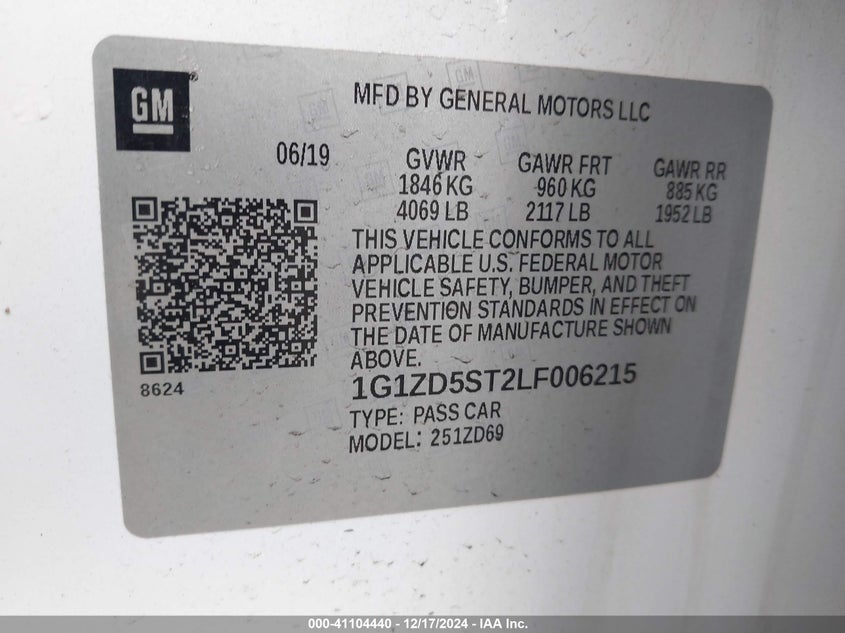 GM
MFD BY GENERAL MOTORS LLC
06/19
GVWR GAWR FRT GAWR RR
1846 KG 960 KG 885 KG
4069 LB 2117 LB 1952 LB
THIS VEHICLE CONFORMS TO ALL
APPLICABLE U.S. FEDERAL MOTOR
VEHICLE SAFETY, BUMPER, AND THEFT
PREVENTION STANDARDS IN EFFECT ON
THE DATE OF MANUFACTURE SHOWN
ABOVE.
8624
1G1ZD5ST2LF006215
TYPE: PASS CAR
MODEL: 251ZD69
000-41104440 - 12/17/2024 - IAA Inc.